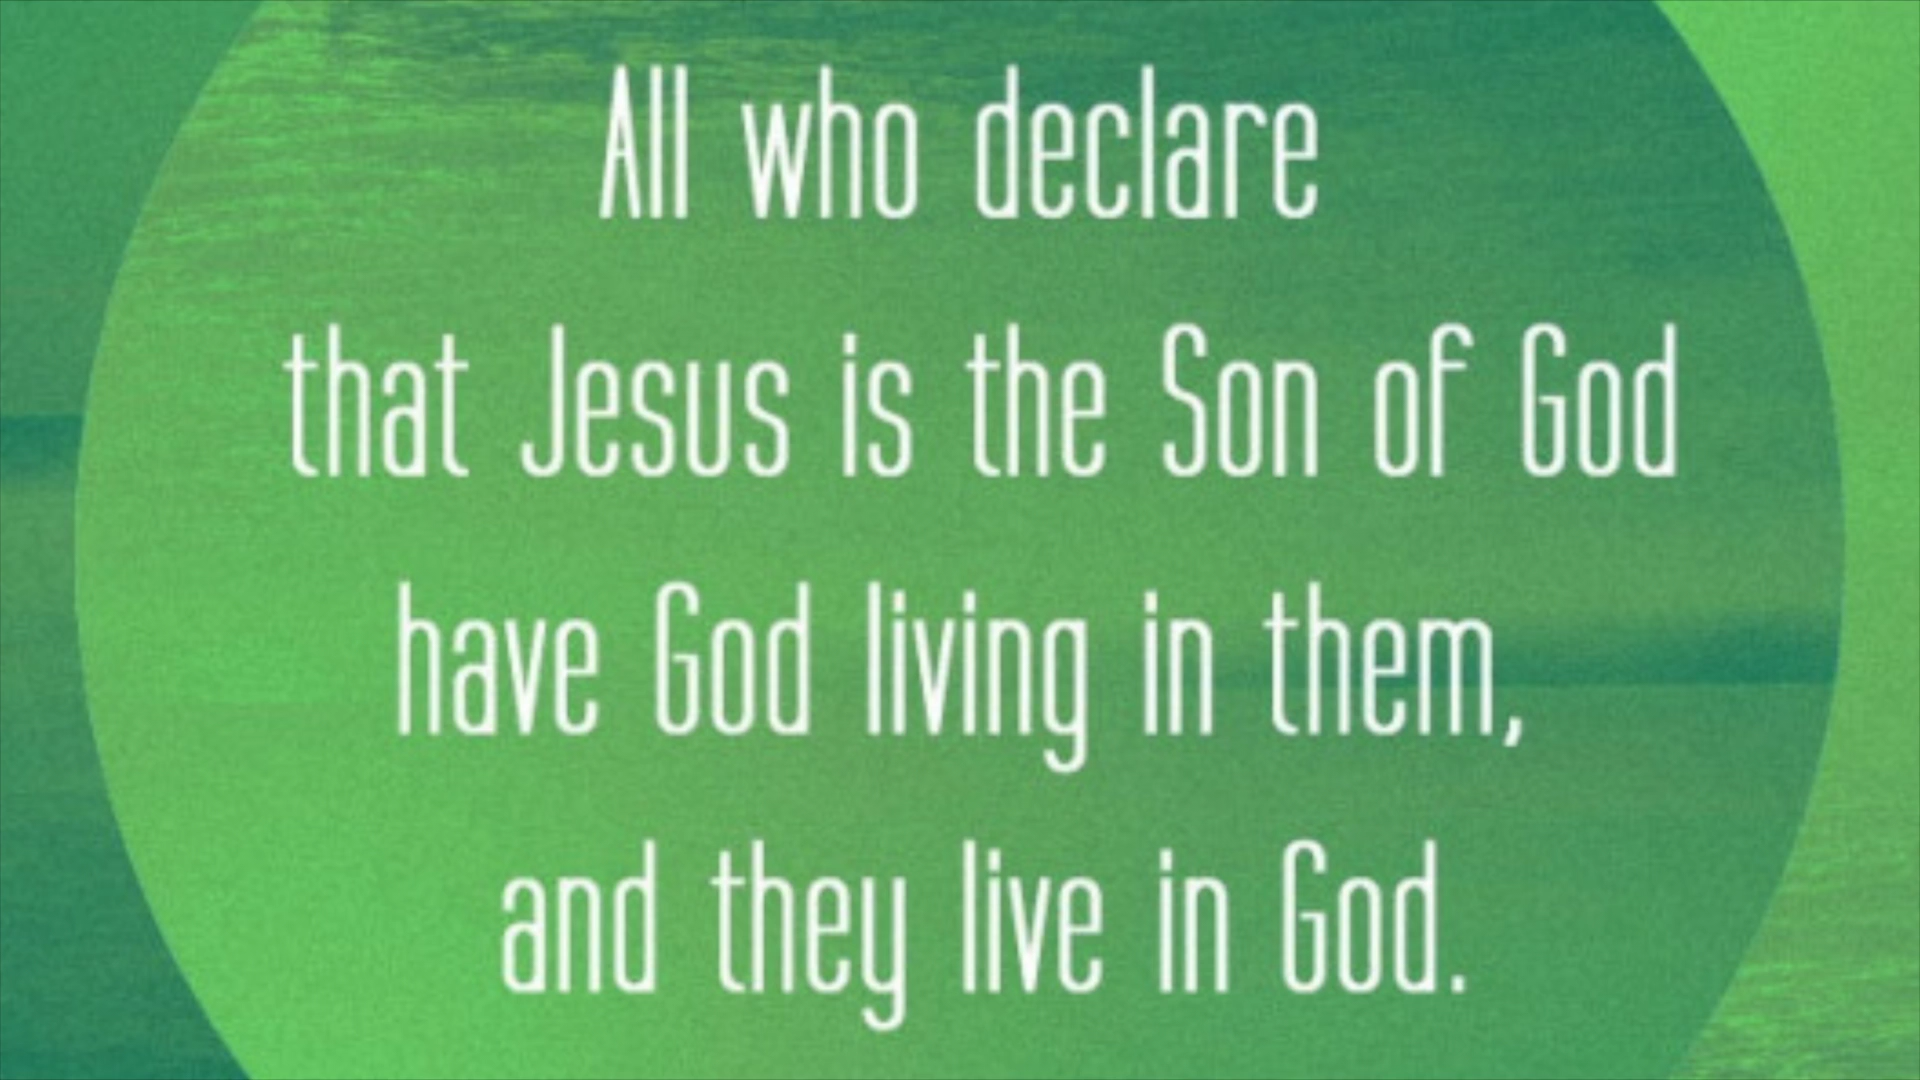 All who declare
that Jesus is the Son of God
have God living in them,
and they live in God.